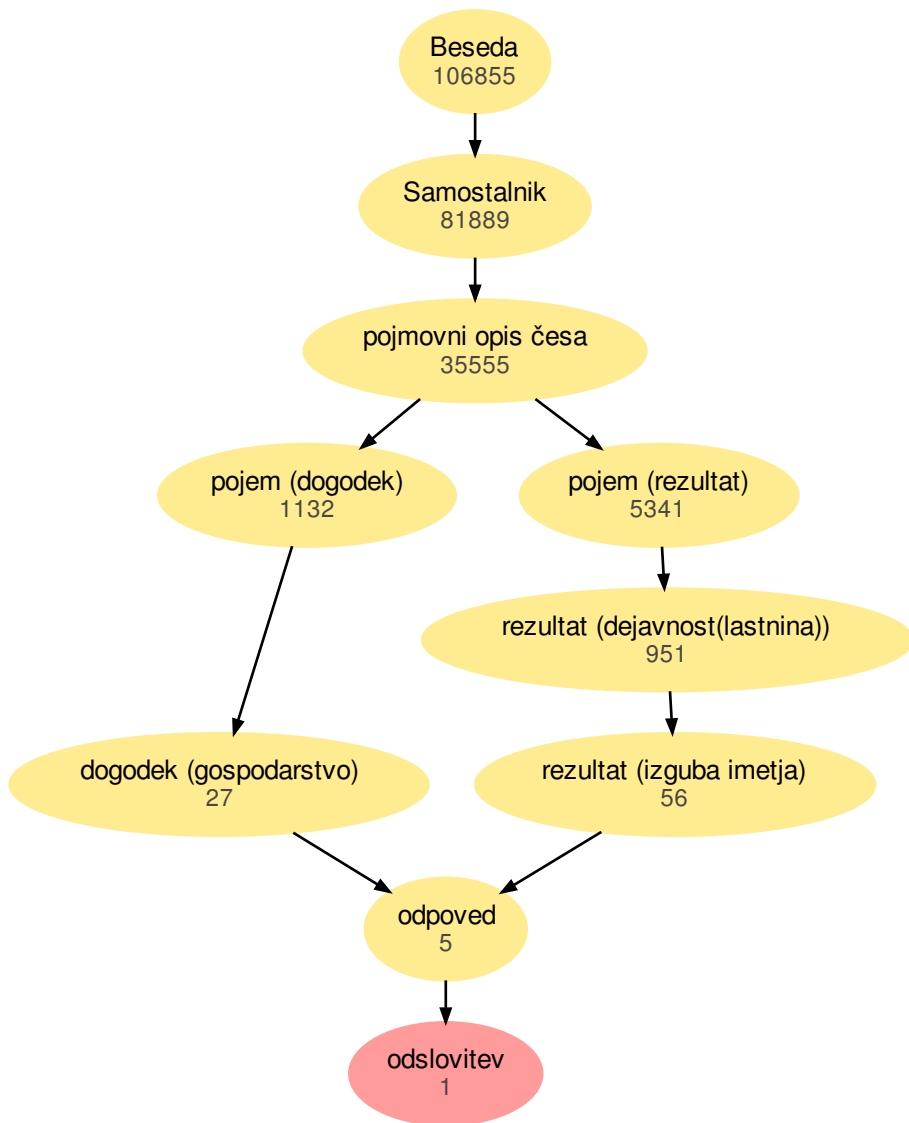 Beseda
106855
Samostalnik
81889
pojmovni opis česa
35555
pojem (dogodek)
1132
pojem (rezultat)
5341
rezultat (dejavnost(lastnina))
951
dogodek (gospodarstvo)
27
rezultat (izguba imetja)
56
odpoved
5
odslovitev
1